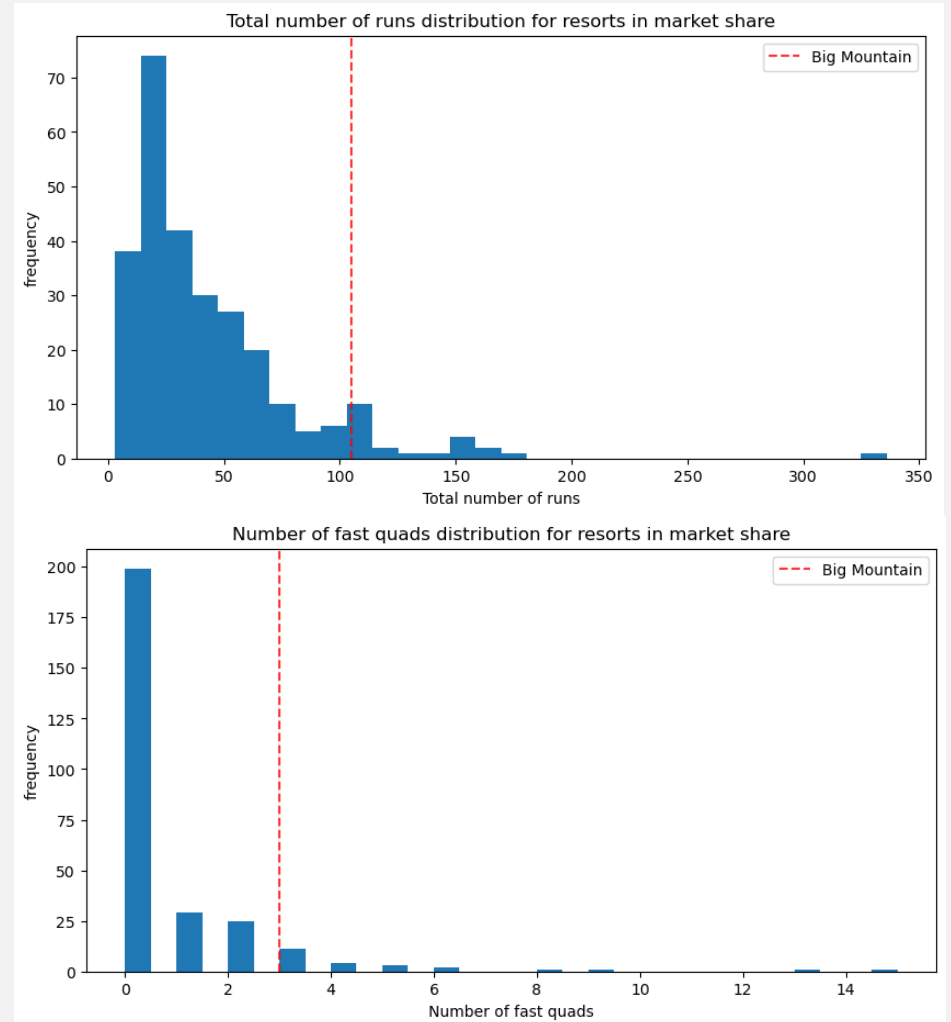 Total number of runs distribution for resorts in market share
Big Mountain
frequency
70
60
50
40
30
20
10
0
0 50 100 150 200 250 300 350
Total number of runs
Number of fast quads distribution for resorts in market share
Big Mountain
frequency
200
175
150
125
100
75
50
25
0
0 2 4 6 8 10 12 14
Number of fast quads